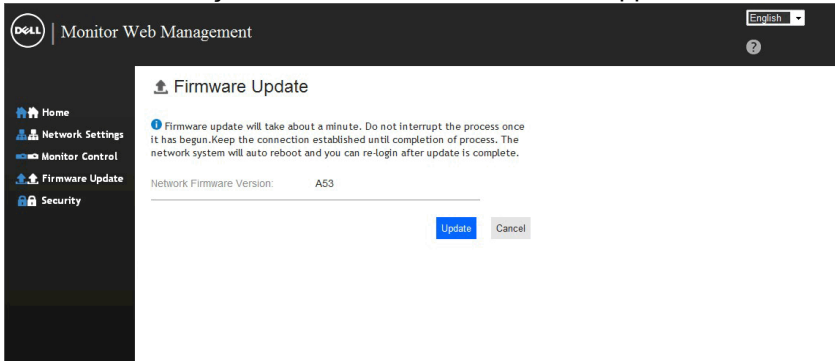 DELL | Monitor Web Management
English
?
Firmware Update
Home
Network Settings
Monitor Control
Firmware Update
Security
Firmware update will take about a minute. Do not interrupt the process once
it has begun.Keep the connection established until completion of process. The
network system will auto reboot and you can re-login after update is complete.
Network Firmware Version: A53
Update Cancel